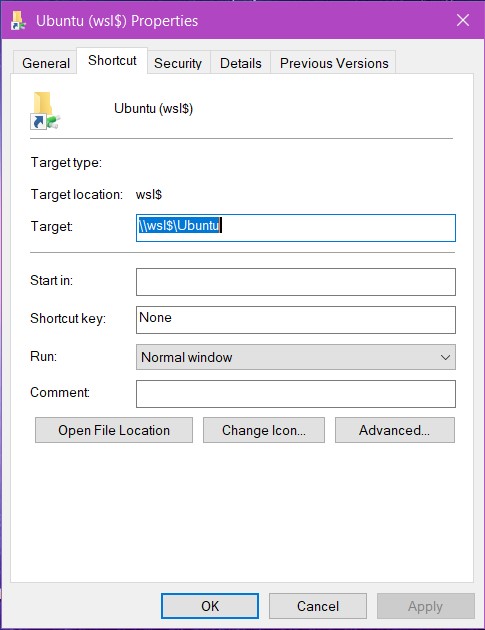 Ubuntu (wsl$) Properties
General Shortcut Security Details Previous Versions
Ubuntu (wsl$)
Target type:
Target location: wsl$
Target: \\wsl$\Ubuntu
Start in:
Shortcut key: None
Run: Normal window
Comment:
Open File Location Change Icon... Advanced...
OK Cancel Apply